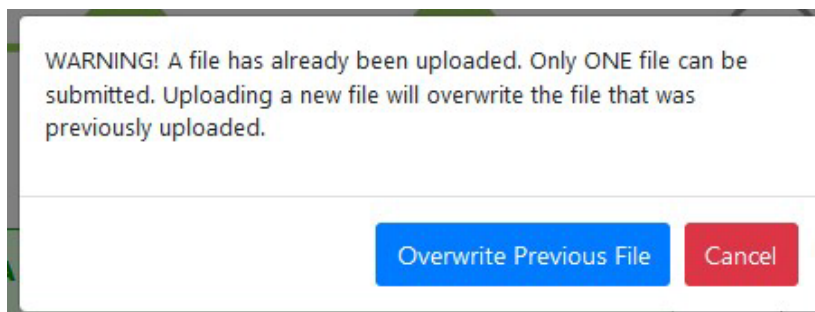 WARNING! A file has already been uploaded. Only ONE file can be
submitted. Uploading a new file will overwrite the file that was
previously uploaded.
Overwrite Previous File Cancel